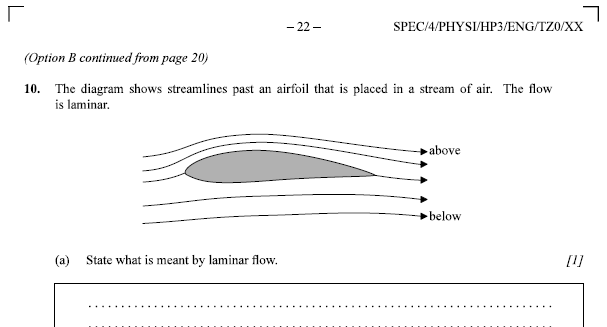 – 22 –
SPEC/4/PHYSI/HP3/ENG/TZ0/XX
(Option B continued from page 20)
10. The diagram shows streamlines past an airfoil that is placed in a stream of air. The flow
is laminar.
above
below
(a) State what is meant by laminar flow.
[1]